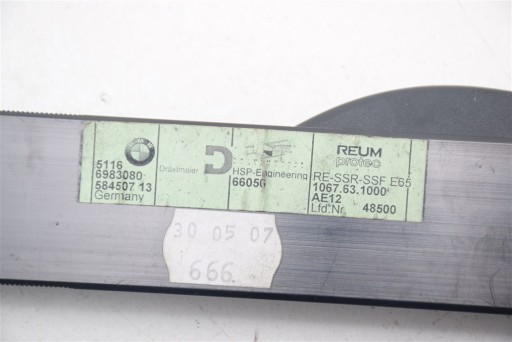 BMW
5116
6983080
584507 13
Germany
Dräxlmaier
D
HSP-Engineering
66050
REUM
protec
RE-SSR-SSF E65
1067.63.1000
AE12
Lfd.Nr. 48500
30 05 07
666